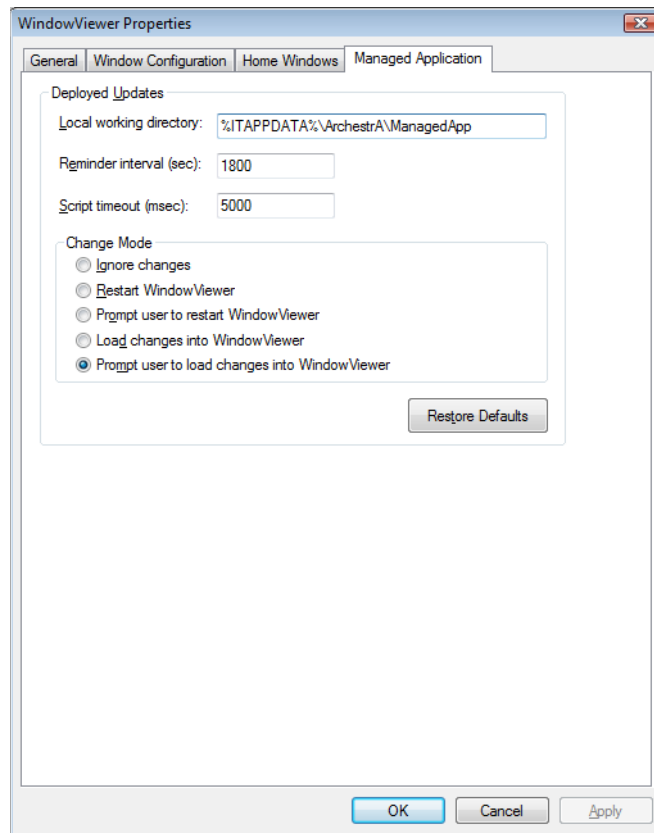 WindowViewer Properties
General Window Configuration Home Windows Managed Application
Deployed Updates
Local working directory: %ITAPPDATA%\ArchestrA\ManagedApp
Reminder interval (sec): 1800
Script timeout (msec): 5000
Change Mode
Ignore changes
Restart WindowViewer
Prompt user to restart WindowViewer
Load changes into WindowViewer
Prompt user to load changes into WindowViewer
Restore Defaults
OK Cancel Apply